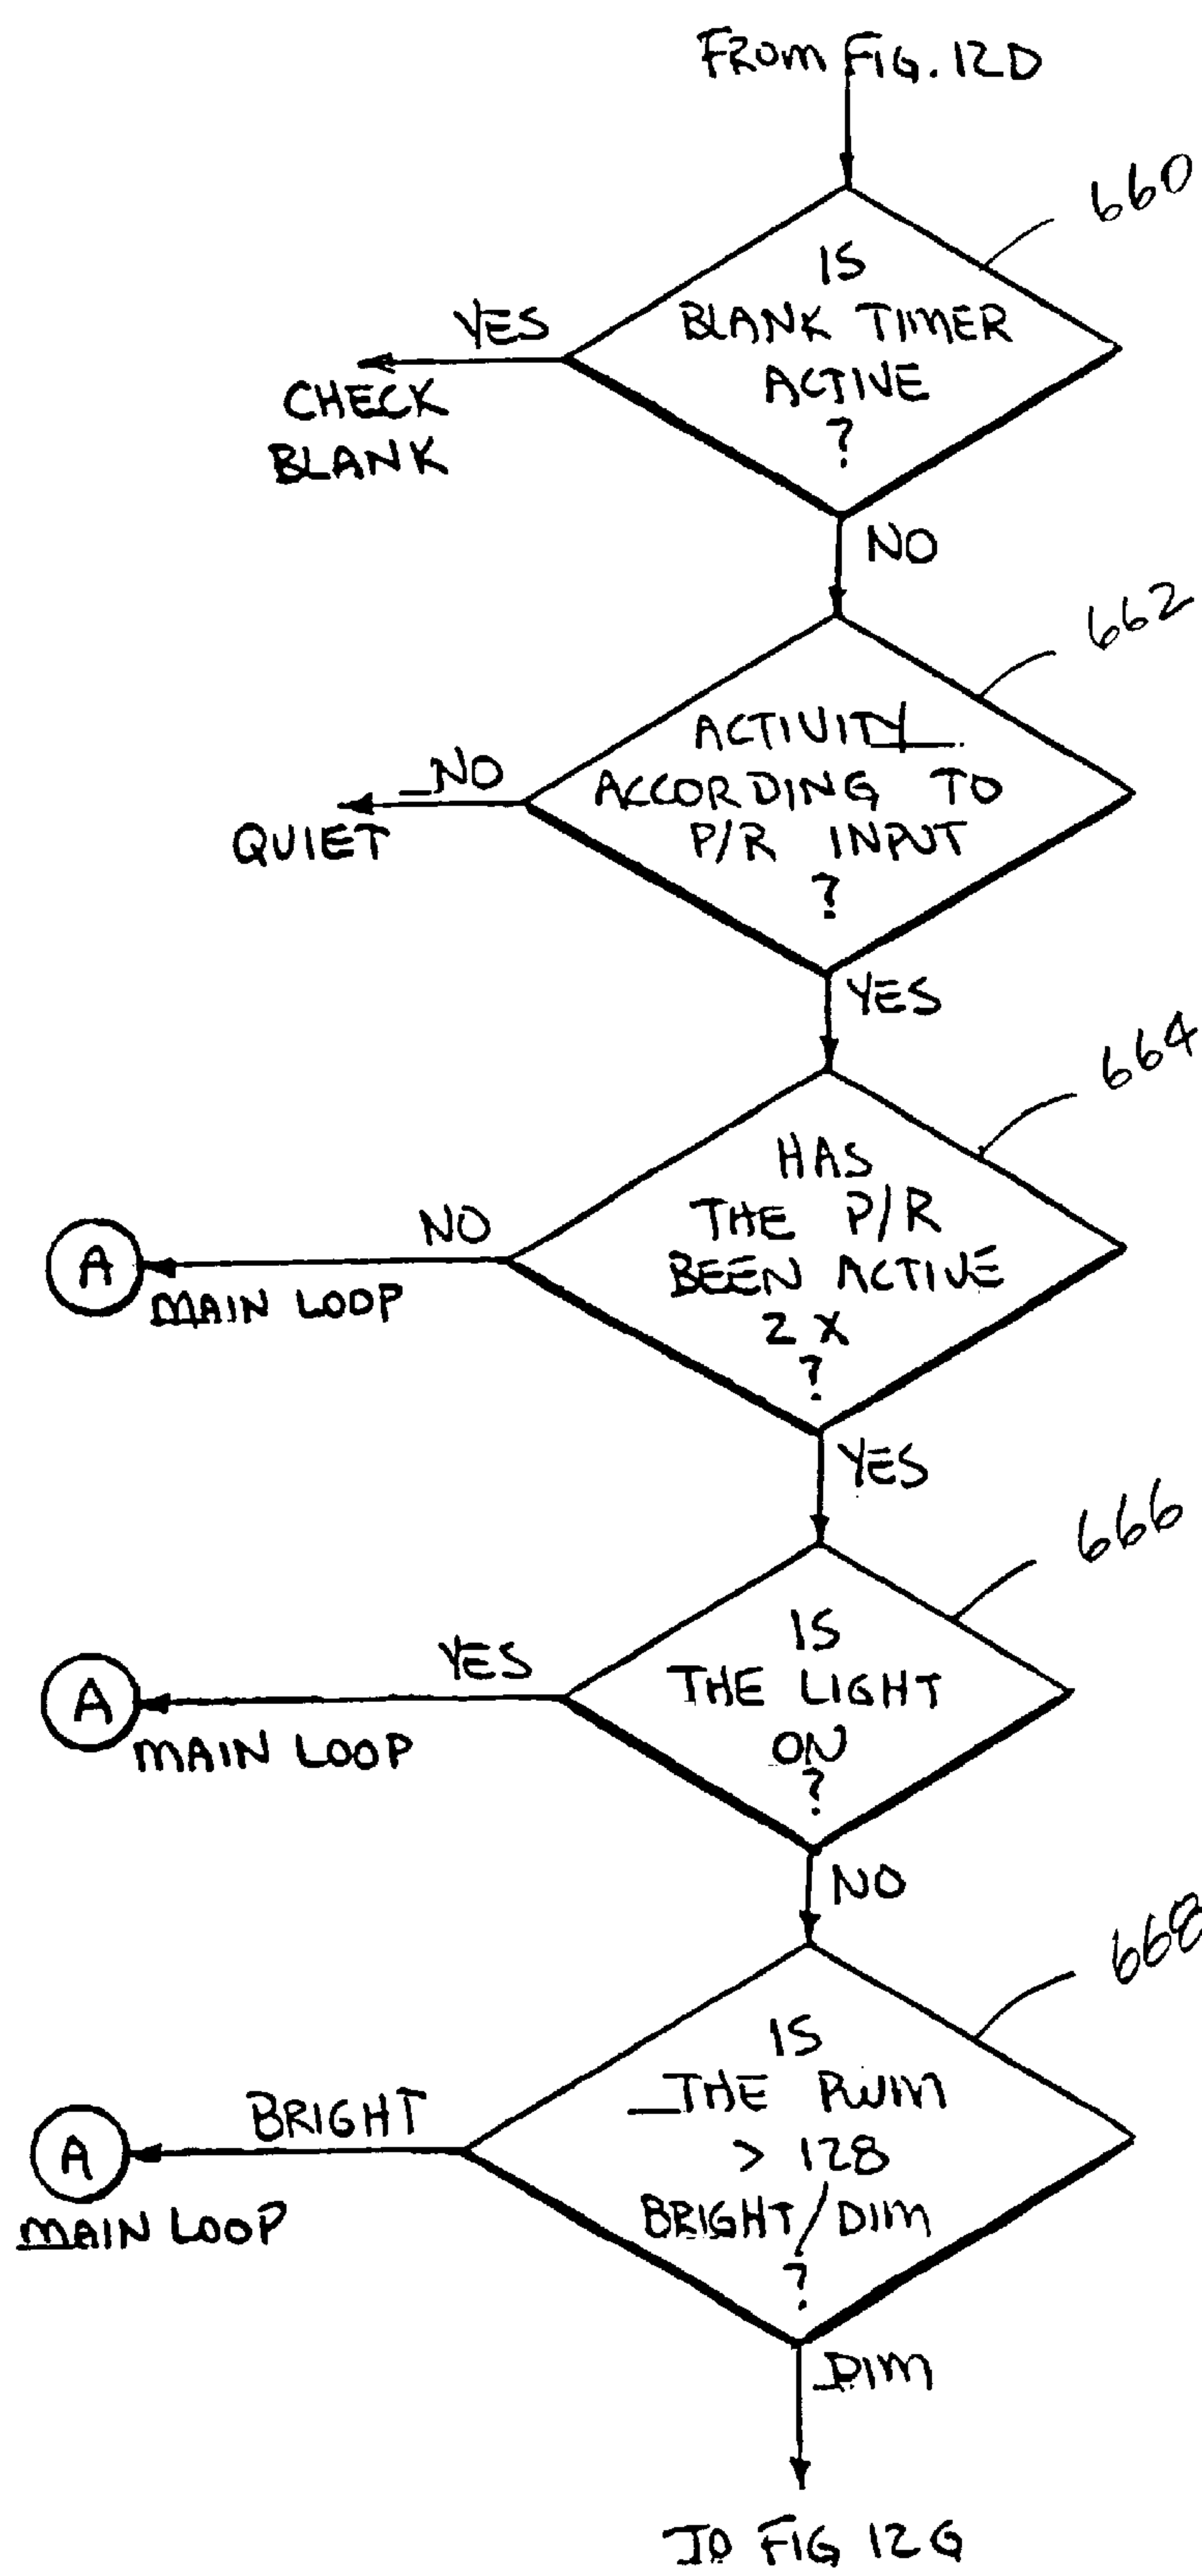 FROM FIG. 12D
660
IS
BLANK TIMER
ACTIVE
?
YES
CHECK
BLANK
NO
662
ACTIVITY
ACCORDING TO
P/R INPUT
?
NO
QUIET
YES
664
HAS
THE P/R
BEEN ACTIVE
2 X
?
NO
A
MAIN LOOP
YES
666
IS
THE LIGHT
ON
?
YES
A
MAIN LOOP
NO
668
IS
THE PWM
> 128
BRIGHT/DIM
?
BRIGHT
A
MAIN LOOP
DIM
TO FIG 12G